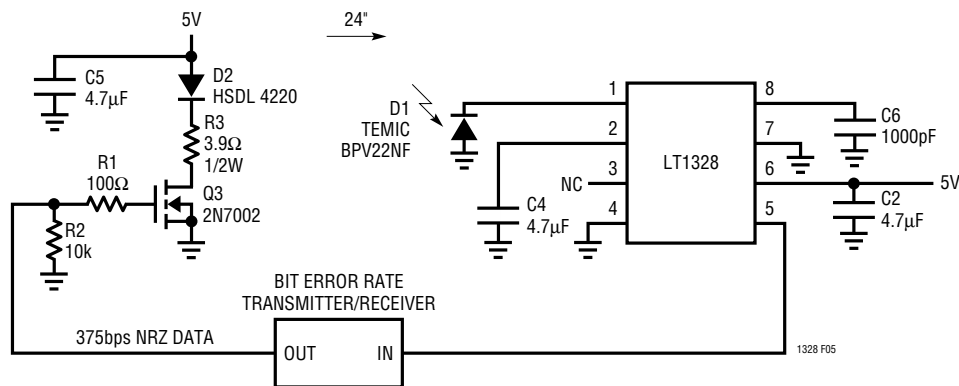 5V
24"
C5
4.7µF
D2
HSDL 4220
R3
3.9Ω
1/2W
R1
100Ω
Q3
2N7002
R2
10k
D1
TEMIC
BPV22NF
1
2
3
4
NC
C4
4.7µF
LT1328
8
7
6
5
C6
1000pF
5V
C2
4.7µF
BIT ERROR RATE
TRANSMITTER/RECEIVER
375bps NRZ DATA
OUT
IN
1328 F05